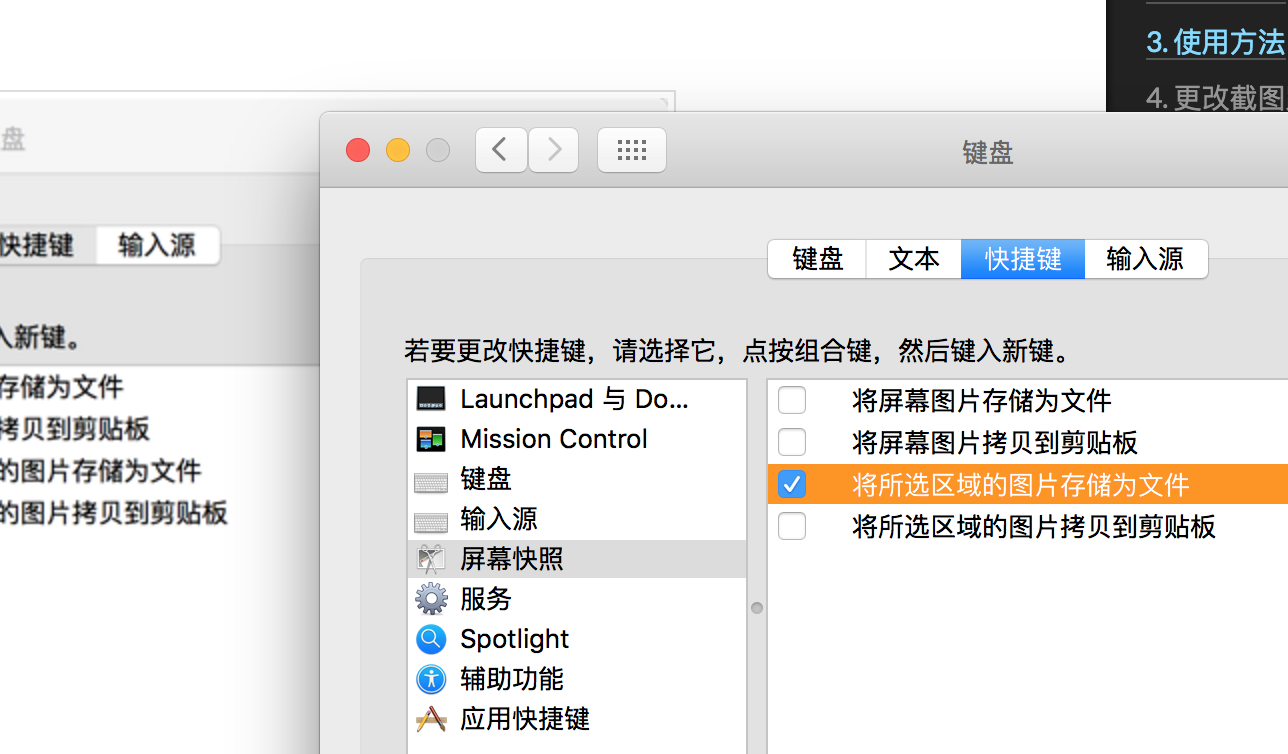 3. 使用方法
4. 更改截图
盘
键盘
快捷键
输入源
键盘
文本
快捷键
输入源
入新键。
若要更改快捷键，请选择它，点按组合键，然后键入新键。
存储为文件
拷贝到剪贴板
的图片存储为文件
的图片拷贝到剪贴板
Launchpad 与 Do...
Mission Control
键盘
输入源
屏幕快照
服务
Spotlight
辅助功能
应用快捷键
将屏幕图片存储为文件
将屏幕图片拷贝到剪贴板
将所选区域的图片存储为文件
将所选区域的图片拷贝到剪贴板